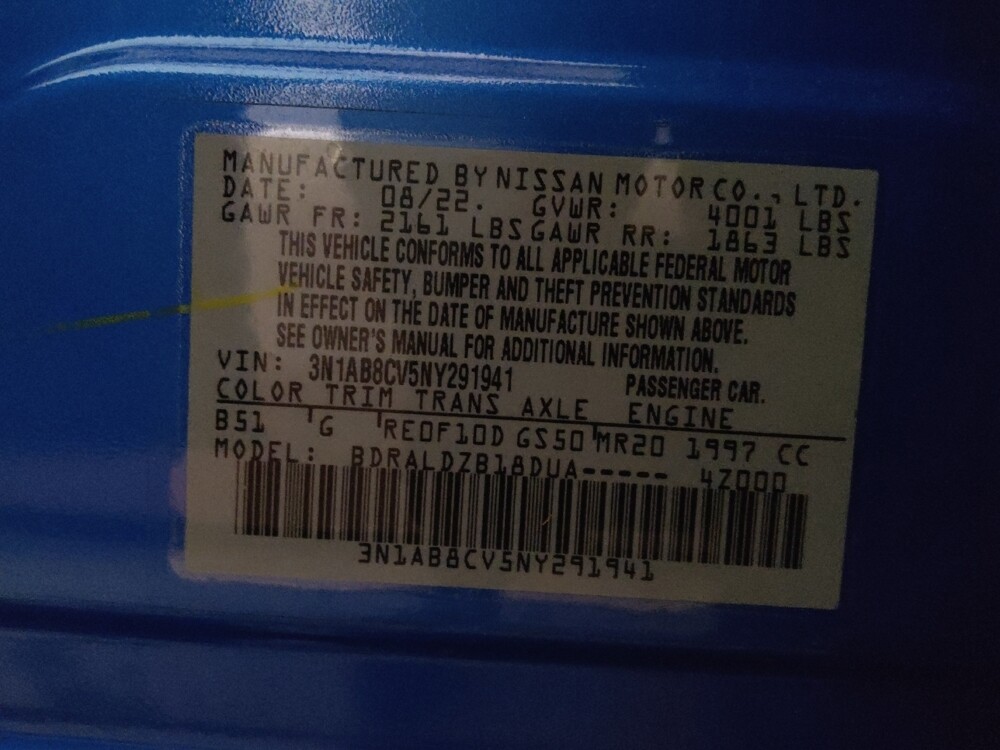 MANUFACTURED BY NISSAN MOTOR CO., LTD.
DATE: 08/22. GVWR: 4001 LBS
GAWR FR: 2161 LBS GAWR RR: 1863 LBS
THIS VEHICLE CONFORMS TO ALL APPLICABLE FEDERAL MOTOR
VEHICLE SAFETY, BUMPER AND THEFT PREVENTION STANDARDS
IN EFFECT ON THE DATE OF MANUFACTURE SHOWN ABOVE.
SEE OWNER'S MANUAL FOR ADDITIONAL INFORMATION.
VIN: 3N1AB8CV5NY291941 PASSENGER CAR.
COLOR TRIM TRANS AXLE ENGINE
B51 G RE0F10D GS50 MR20 1997 CC
MODEL: BDRALDZB18DUA----- 4Z000
3N1AB8CV5NY291941